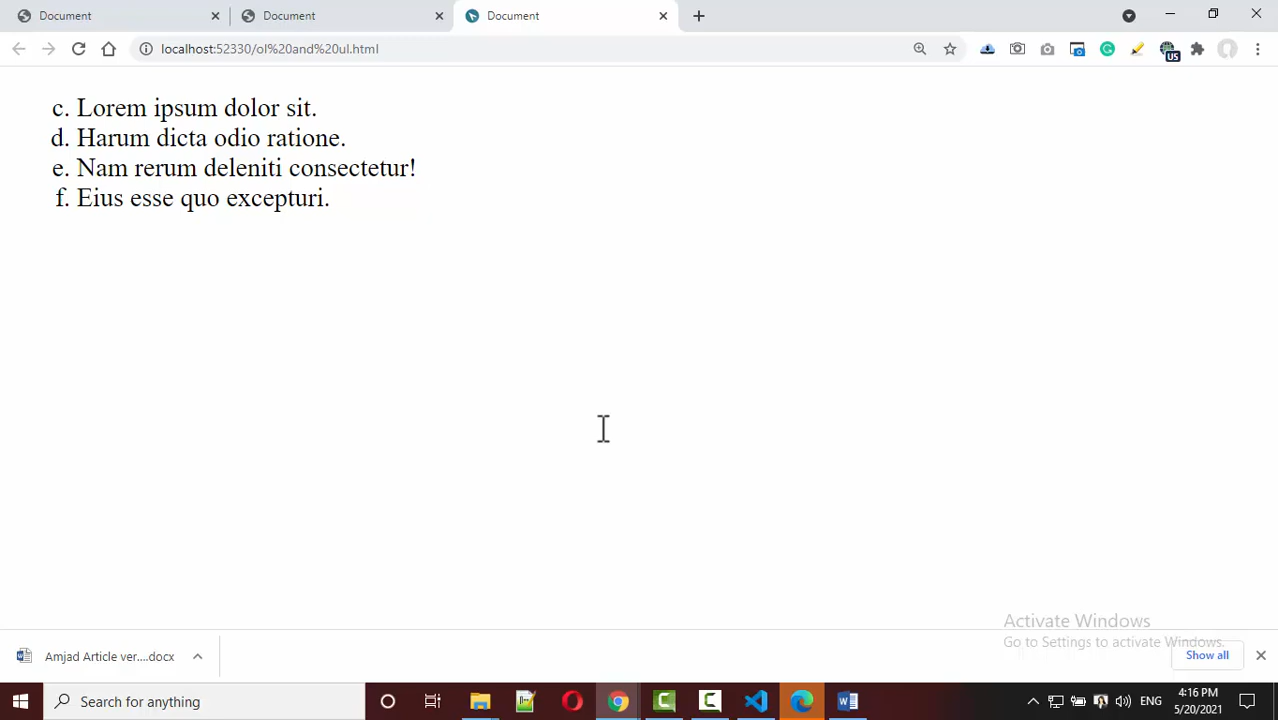 Document
Document
Document
localhost:52330/ol%20and%20ul.html
US
c. Lorem ipsum dolor sit.
d. Harum dicta odio ratione.
e. Nam rerum deleniti consectetur!
f. Eius esse quo excepturi.
Activate Windows
Go to Settings to activate Windows.
Amjad Article ver....docx
Show all
Search for anything
ENG
4:16 PM
5/20/2021